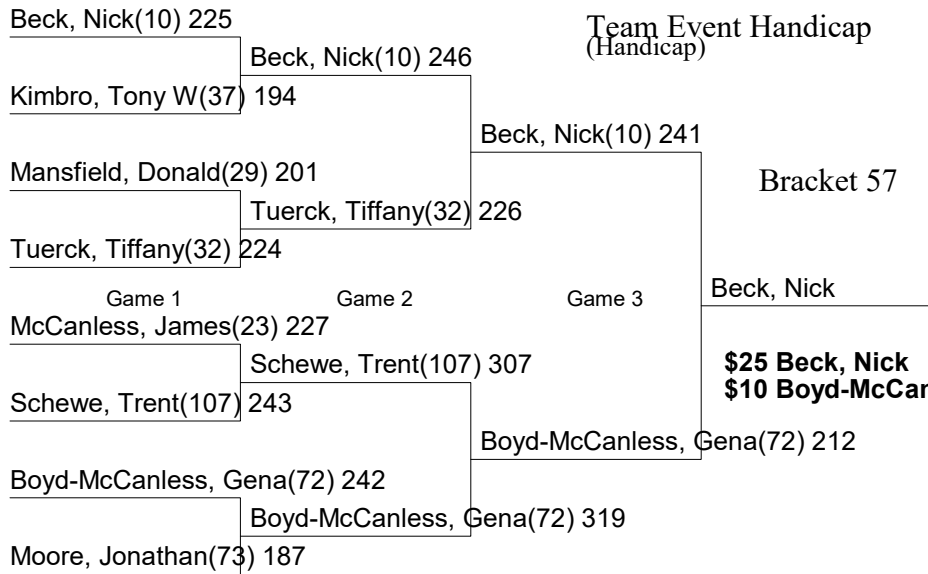 Beck, Nick(10) 225
Team Event Handicap
(Handicap)
Beck, Nick(10) 246
Kimbro, Tony W(37) 194
Beck, Nick(10) 241
Mansfield, Donald(29) 201
Bracket 57
Tuerck, Tiffany(32) 226
Tuerck, Tiffany(32) 224
Game 1
Game 2
Game 3
Beck, Nick
McCanless, James(23) 227
Schewe, Trent(107) 307
$25 Beck, Nick
$10 Boyd-McCan
Schewe, Trent(107) 243
Boyd-McCanless, Gena(72) 212
Boyd-McCanless, Gena(72) 242
Boyd-McCanless, Gena(72) 319
Moore, Jonathan(73) 187